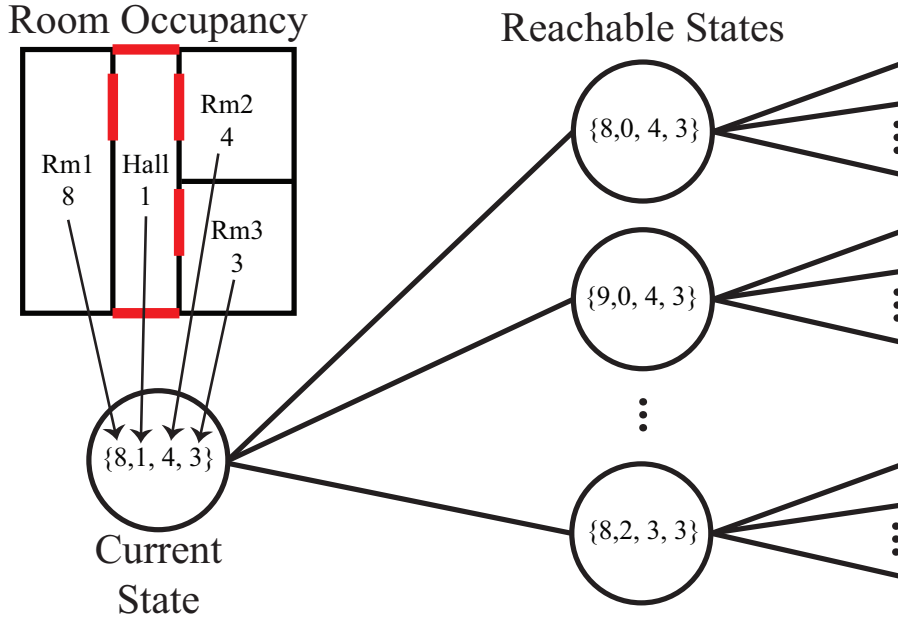 Room Occupancy
Reachable States
Rm1
8
Hall
1
Rm2
4
Rm3
3
{8,1, 4, 3}
Current
State
{8,0, 4, 3}
{9,0, 4, 3}
{8,2, 3, 3}